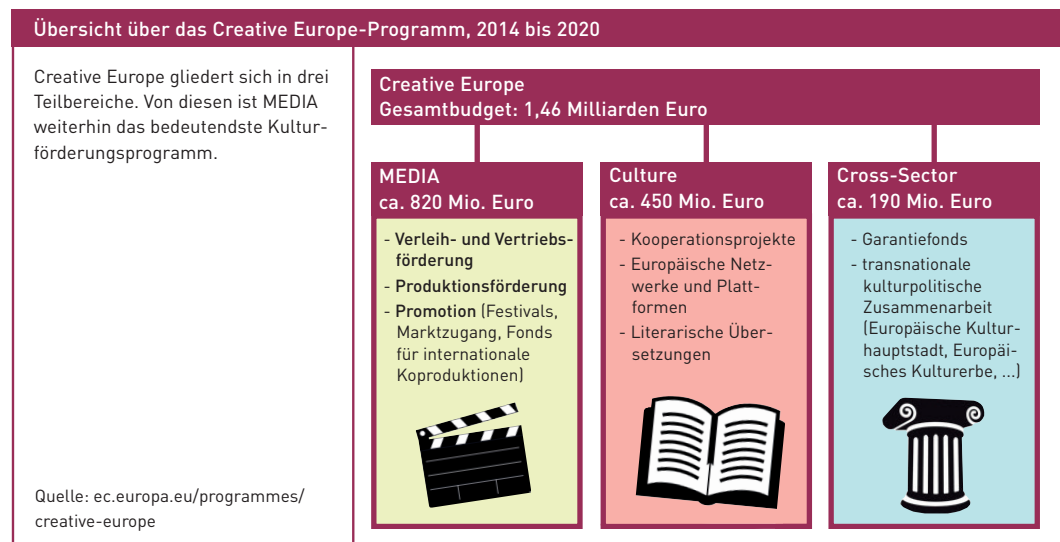 Übersicht über das Creative Europe-Programm, 2014 bis 2020
Creative Europe gliedert sich in drei
Teilbereiche. Von diesen ist MEDIA
weiterhin das bedeutendste Kultur-
förderungsprogramm.
Quelle: ec.europa.eu/programmes/
creative-europe
Creative Europe
Gesamtbudget: 1,46 Milliarden Euro
MEDIA
ca. 820 Mio. Euro
- Verleih- und Vertriebs-
förderung
- Produktionsförderung
- Promotion (Festivals,
Marktzugang, Fonds
für internationale
Koproduktionen)
Culture
ca. 450 Mio. Euro
- Kooperationsprojekte
- Europäische Netz-
werke und Platt-
formen
- Literarische Über-
setzungen
Cross-Sector
ca. 190 Mio. Euro
- Garantiefonds
- transnationale
kulturpolitische
Zusammenarbeit
(Europäische Kultur-
hauptstadt, Europäi-
sches Kulturerbe, ...)